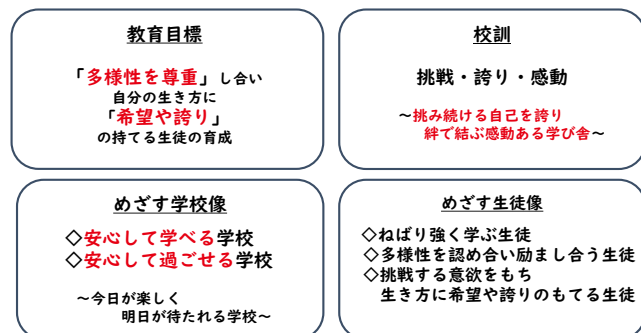 教育目標
「多様性を尊重」し合い
自分の生き方に
「希望や誇り」
の持てる生徒の育成
校訓
挑戦・誇り・感動
～挑み続ける自己を誇り
絆で結ぶ感動ある学び舎～
めざす学校像
◇安心して学べる学校
◇安心して過ごせる学校
～今日が楽しく
明日が待たれる学校～
めざす生徒像
◇ねばり強く学ぶ生徒
◇多様性を認め合い励まし合う生徒
◇挑戦する意欲をもち
生き方に希望や誇りのもてる生徒